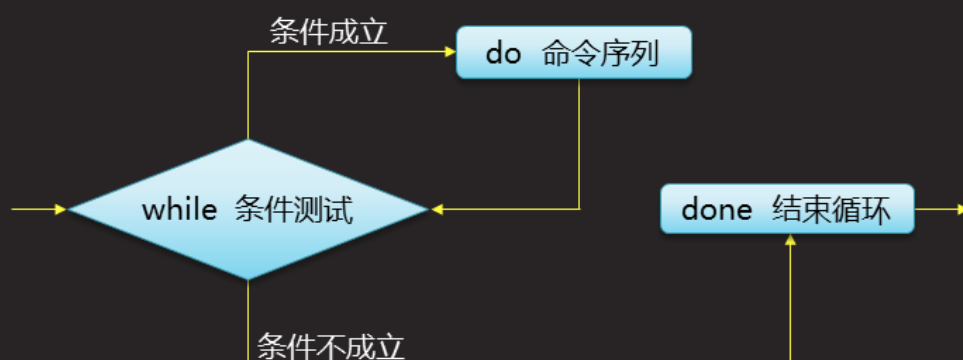 条件成立
do 命令序列
while 条件测试
done 结束循环
条件不成立